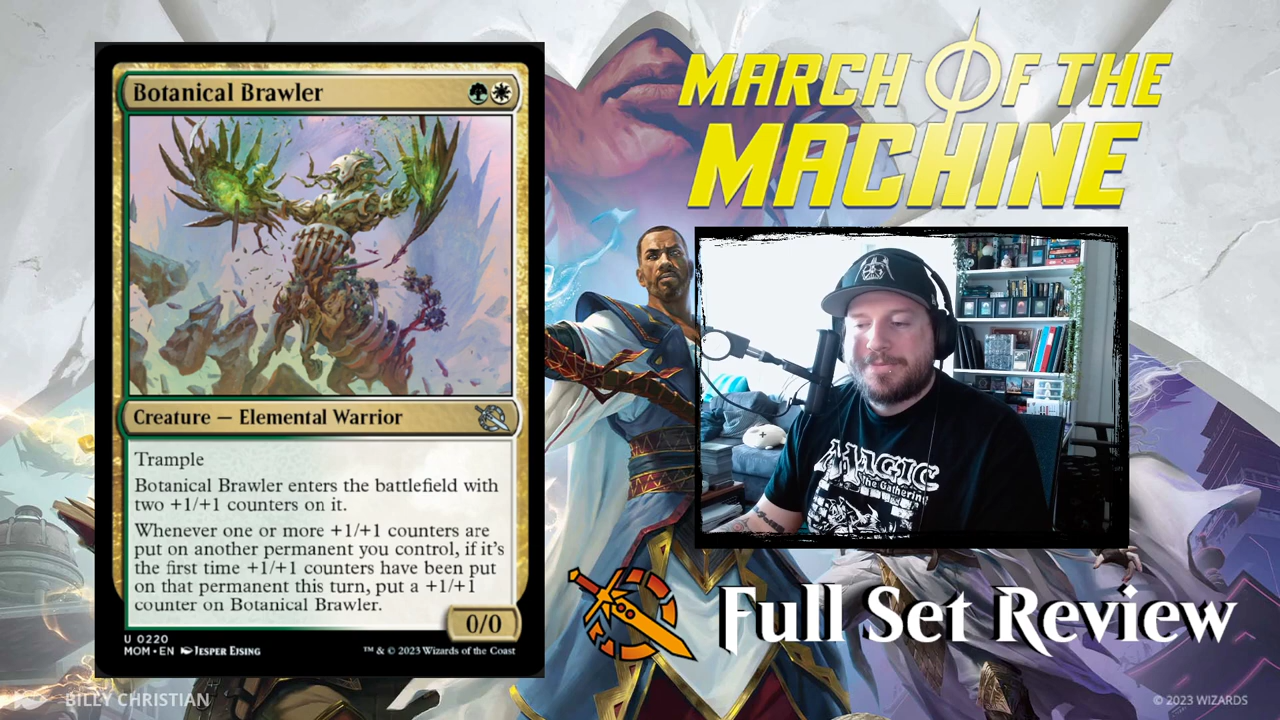 Botanical Brawler
Creature — Elemental Warrior
Trample
Botanical Brawler enters the battlefield with
two +1/+1 counters on it.
Whenever one or more +1/+1 counters are
put on another permanent you control, if it's
the first time +1/+1 counters have been put
on that permanent this turn, put a +1/+1
counter on Botanical Brawler.
0/0
U 0220
MOM • EN JESPER EJSING
™ & © 2023 Wizards of the Coast
MARCH OF THE
MACHINE
MAGIC
The Gathering
Full Set Review
BILLY CHRISTIAN
© 2023 WIZARDS